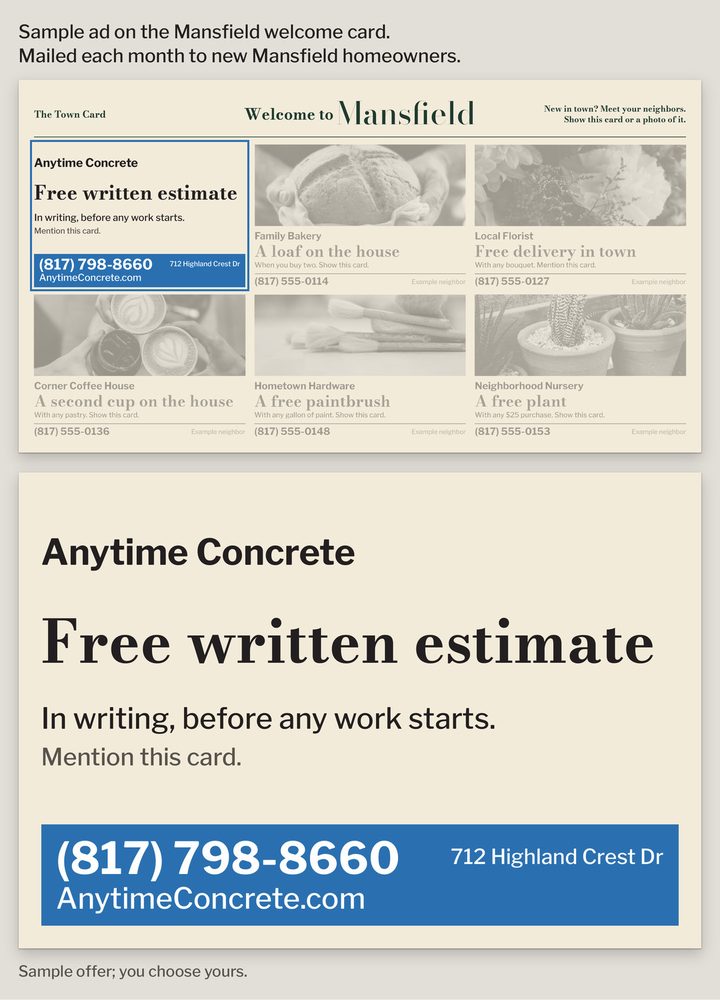 Sample ad on the Mansfield welcome card.
Mailed each month to new Mansfield homeowners.
The Town Card
Welcome to Mansfield
New in town? Meet your neighbors.
Show this card or a photo of it.
Anytime Concrete
Free written estimate
In writing, before any work starts.
Mention this card.
(817) 798-8660
712 Highland Crest Dr
AnytimeConcrete.com
Family Bakery
A loaf on the house
When you buy two. Show this card.
(817) 555-0114
Example neighbor
Local Florist
Free delivery in town
With any bouquet. Mention this card.
(817) 555-0127
Example neighbor
Corner Coffee House
A second cup on the house
With any pastry. Show this card.
(817) 555-0136
Example neighbor
Hometown Hardware
A free paintbrush
With any gallon of paint. Show this card.
(817) 555-0148
Example neighbor
Neighborhood Nursery
A free plant
With any $25 purchase. Show this card.
(817) 555-0153
Example neighbor
Anytime Concrete
Free written estimate
In writing, before any work starts.
Mention this card.
(817) 798-8660
712 Highland Crest Dr
AnytimeConcrete.com
Sample offer; you choose yours.